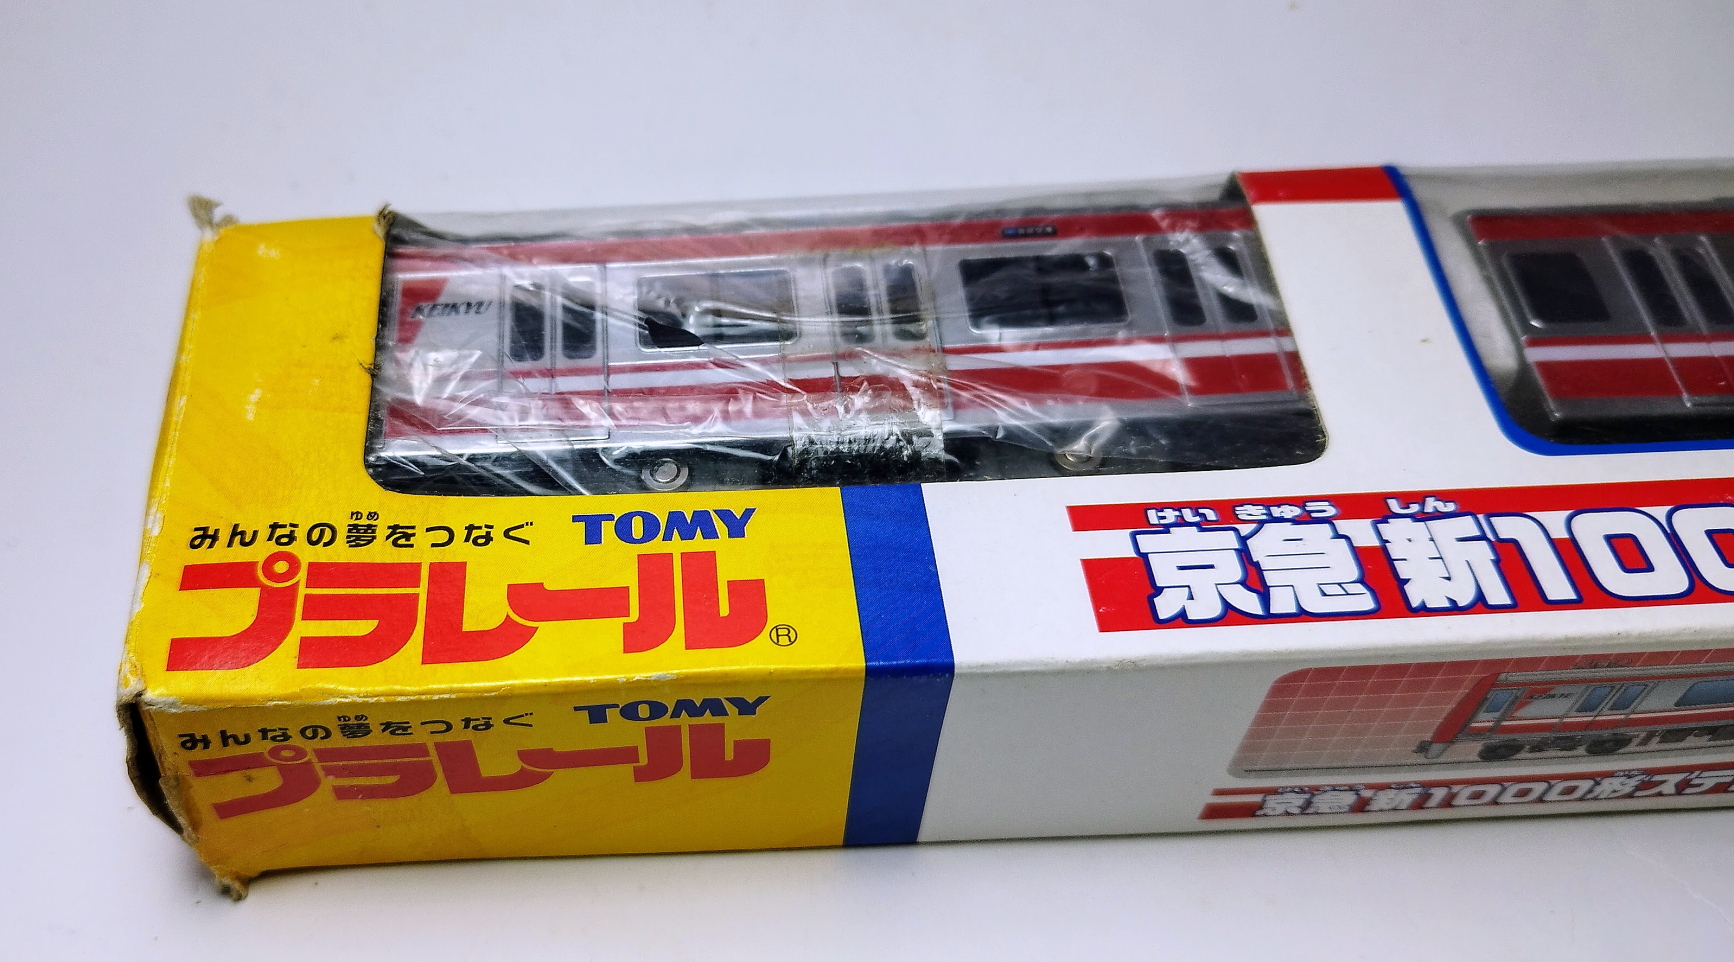 KEIKYU
みんなの夢をつなぐ TOMY
ゆめ
プラレール®
けい きゅう しん
京急 新100
みんなの夢をつなぐ TOMY
ゆめ
プラレール
京急 新1000形ステ